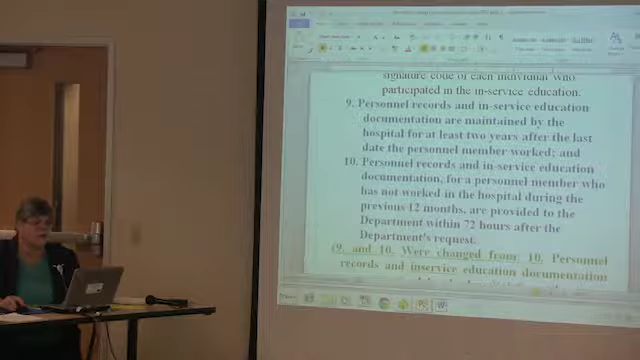 signature code of each individual who
participated in the in-service education.
9. Personnel records and in-service education
documentation are maintained by the
hospital for at least two years after the last
date the personnel member worked; and
10. Personnel records and in-service education
documentation, for a personnel member who
has not worked in the hospital during the
previous 12 months, are provided to the
Department within 72 hours after the
Department's request.
(9. and 10. Were changed from 10. Personnel
records and inservice education documentation